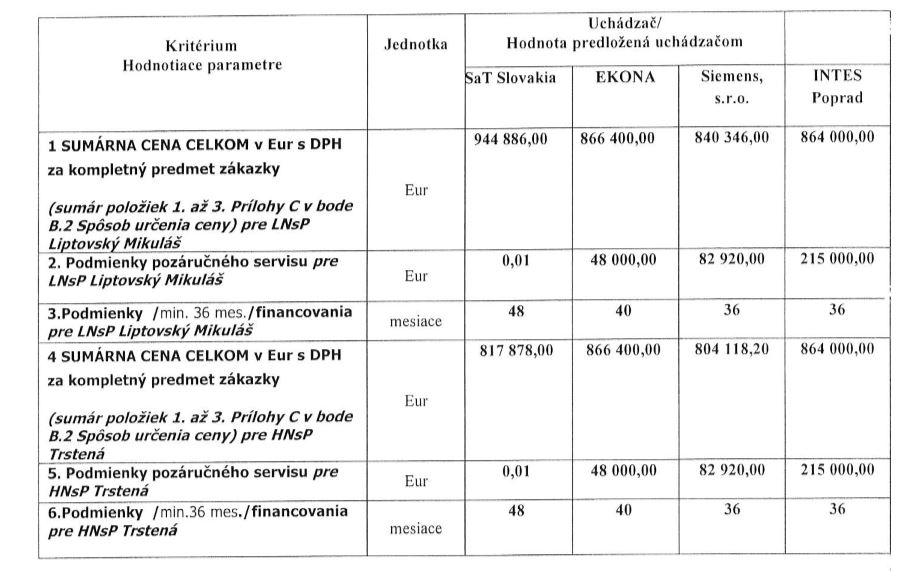 Kritérium
Hodnotiace parametre
Jednotka
Uchádzač/
Hodnota predložená uchádzačom
SaT Slovakia
EKONA
Siemens,
s.r.o.
INTES
Poprad
1 SUMÁRNA CENA CELKOM v Eur s DPH
za kompletný predmet zákazky
(sumár položiek 1. až 3. Prílohy C v bode
B.2 Spôsob určenia ceny) pre LNsP
Liptovský Mikuláš
Eur
944 886,00
866 400,00
840 346,00
864 000,00
2. Podmienky pozáručného servisu pre
LNsP Liptovský Mikuláš
Eur
0,01
48 000,00
82 920,00
215 000,00
3.Podmienky /min. 36 mes./financovania
pre LNsP Liptovský Mikuláš
mesiace
48
40
36
36
4 SUMÁRNA CENA CELKOM v Eur s DPH
za kompletný predmet zákazky
(sumár položiek 1. až 3. Prílohy C v bode
B.2 Spôsob určenia ceny) pre HNsP
Trstená
Eur
817 878,00
866 400,00
804 118,20
864 000,00
5. Podmienky pozáručného servisu pre
HNsP Trstená
Eur
0,01
48 000,00
82 920,00
215 000,00
6.Podmienky /min.36 mes./financovania
pre HNsP Trstená
mesiace
48
40
36
36